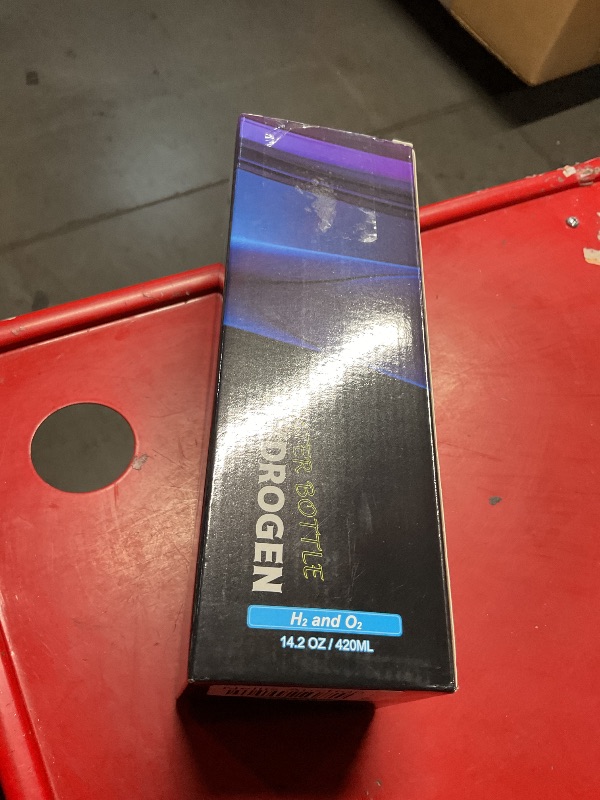 DROGEN
ER BOTTLE
H₂ and O₂
14.2 OZ / 420ML